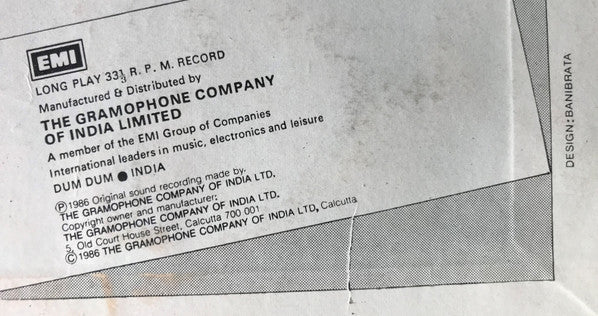 EMI
LONG PLAY 33⅓ R. P. M. RECORD
Manufactured & Distributed by
THE GRAMOPHONE COMPANY
OF INDIA LIMITED
A member of the EMI Group of Companies
International leaders in music, electronics and leisure
DUM DUM ● INDIA
Ⓟ1986 Original sound recording made by.
THE GRAMOPHONE COMPANY OF INDIA LTD.
Copyright owner and manufacturer:
THE GRAMOPHONE COMPANY OF INDIA LTD.
5, Old Court House Street, Calcutta 700 001
©1986 THE GRAMOPHONE COMPANY OF INDIA LTD, Calcutta
DESIGN: BANIBRATA